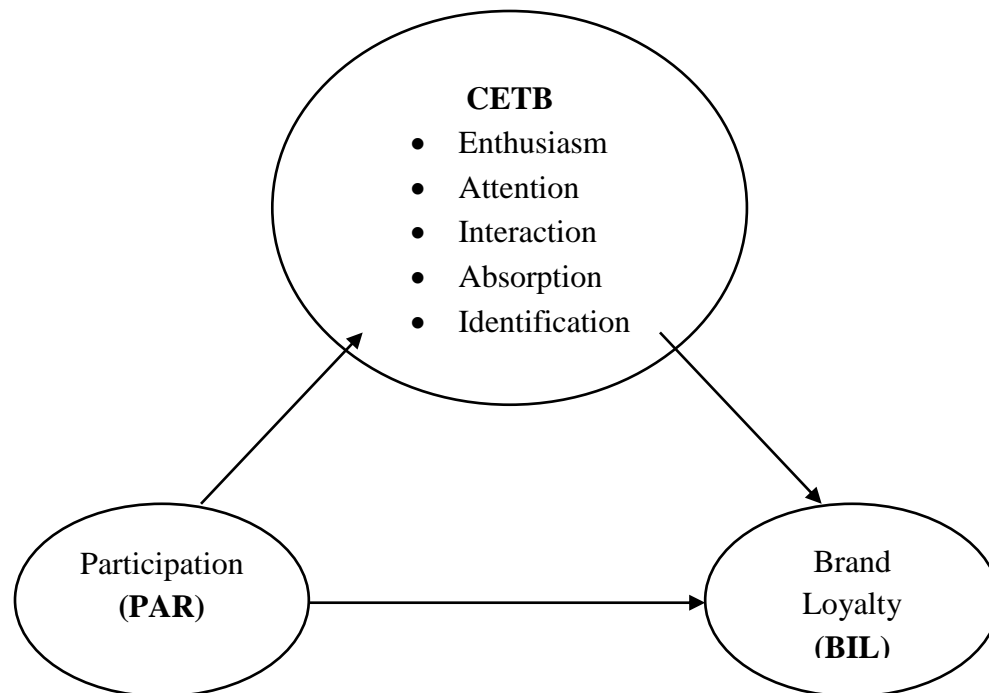 CETB
• Enthusiasm
• Attention
• Interaction
• Absorption
• Identification
Participation
(PAR)
Brand
Loyalty
(BIL)